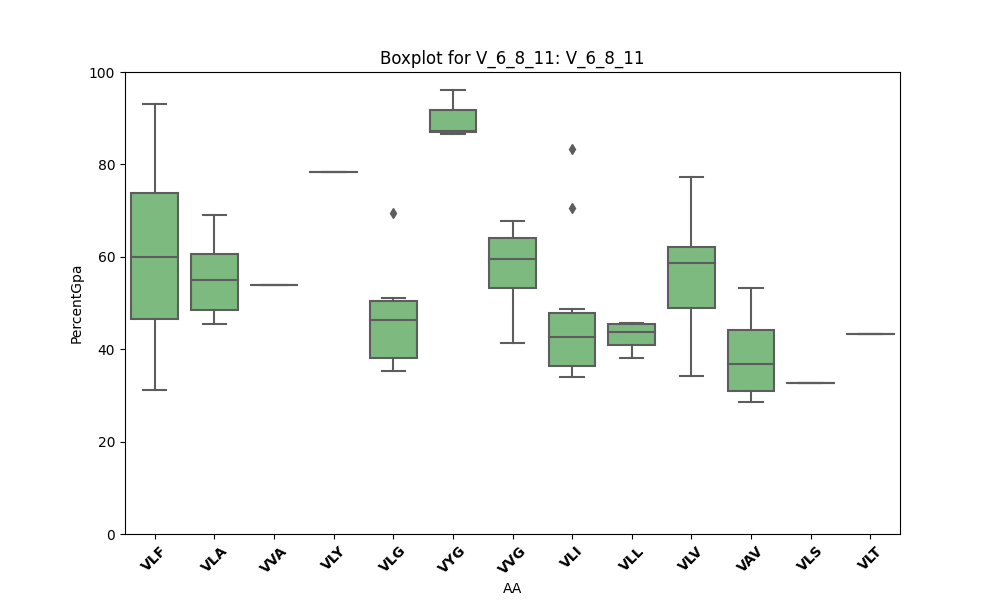 Boxplot for V_6_8_11: V_6_8_11
PercentGpa
100
80
60
40
20
0
VLF VLA VVA VLY VLG VYG VVG VLI VLL VLV VAV VLS VLT
AA